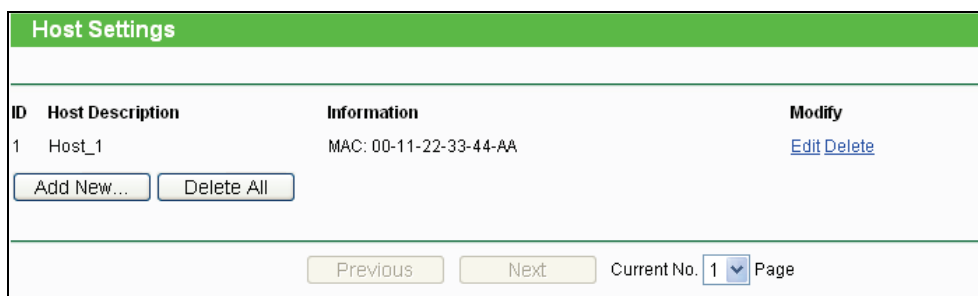 Host Settings
ID Host Description Information Modify
1 Host_1 MAC: 00-11-22-33-44-AA Edit Delete
Add New... Delete All
Previous Next Current No. 1 Page